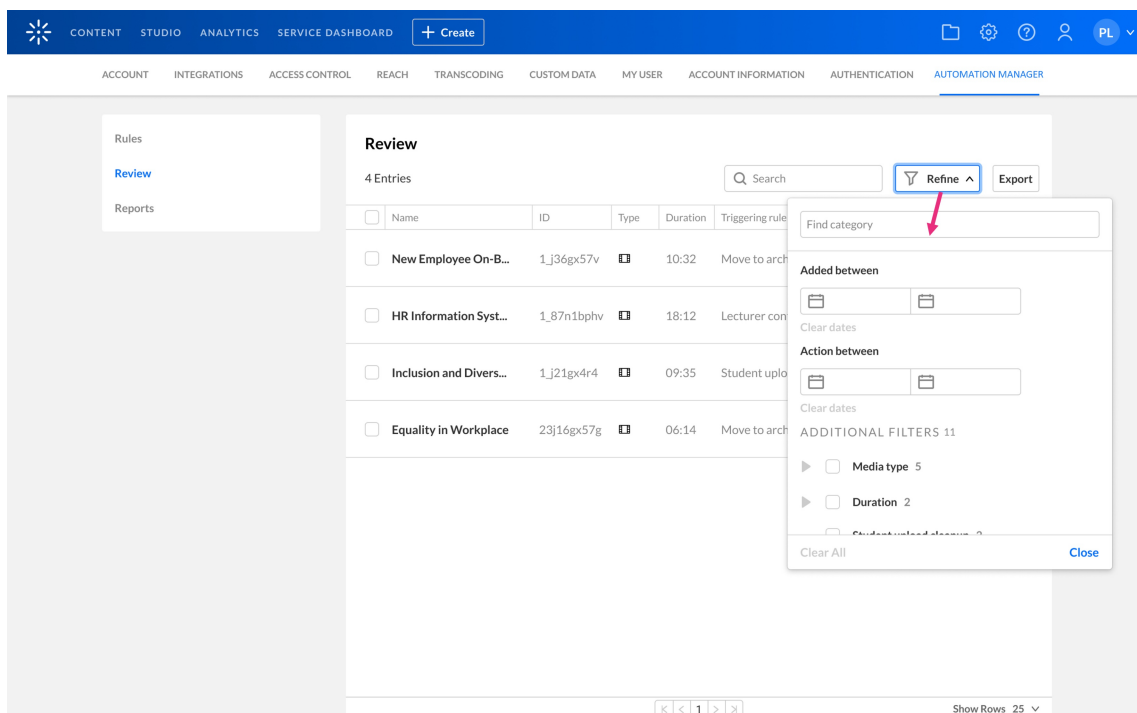 CONTENT STUDIO ANALYTICS SERVICE DASHBOARD + Create PL
ACCOUNT INTEGRATIONS ACCESS CONTROL REACH TRANSCODING CUSTOM DATA MY USER ACCOUNT INFORMATION AUTHENTICATION AUTOMATION MANAGER
Rules
Review
Reports
Review
4 Entries
Search
Refine
Export
Name ID Type Duration Triggering rule
New Employee On-B... 1_j36gx57v 10:32 Move to arch
HR Information Syst... 1_87n1bphv 18:12 Lecturer con
Inclusion and Divers... 1_j21gx4r4 09:35 Student uplo
Equality in Workplace 23j16gx57g 06:14 Move to arch
Find category
Added between
Clear dates
Action between
Clear dates
ADDITIONAL FILTERS 11
Media type 5
Duration 2
Student upload cleanup
Clear All
Close
1
Show Rows 25